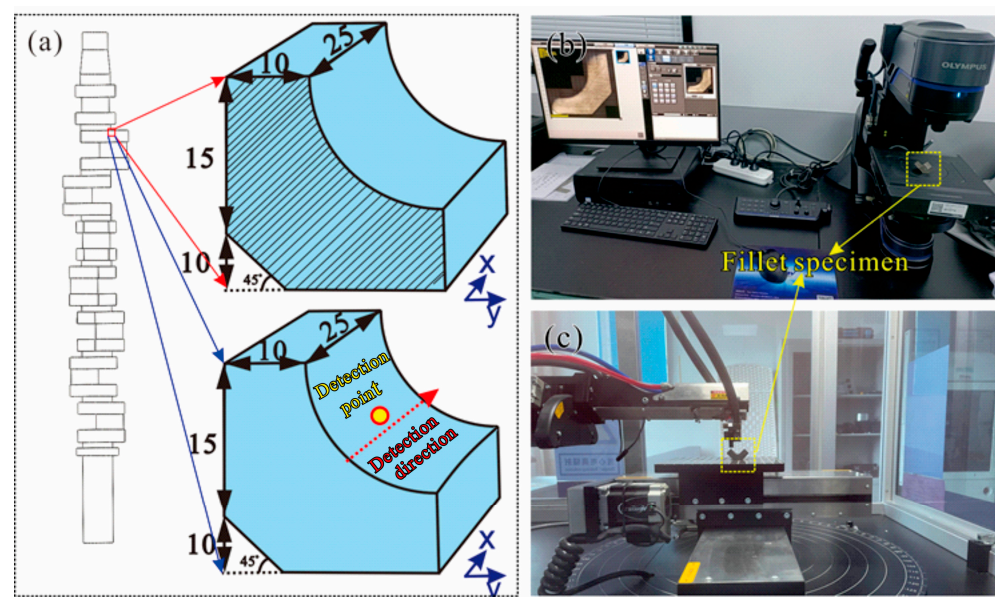 (a)
10
25
15
10
45°
x
y
10
25
Detection
point
Detection
direction
15
10
45°
x
y
(b)
OLYMPUS
Fillet specimen
(c)